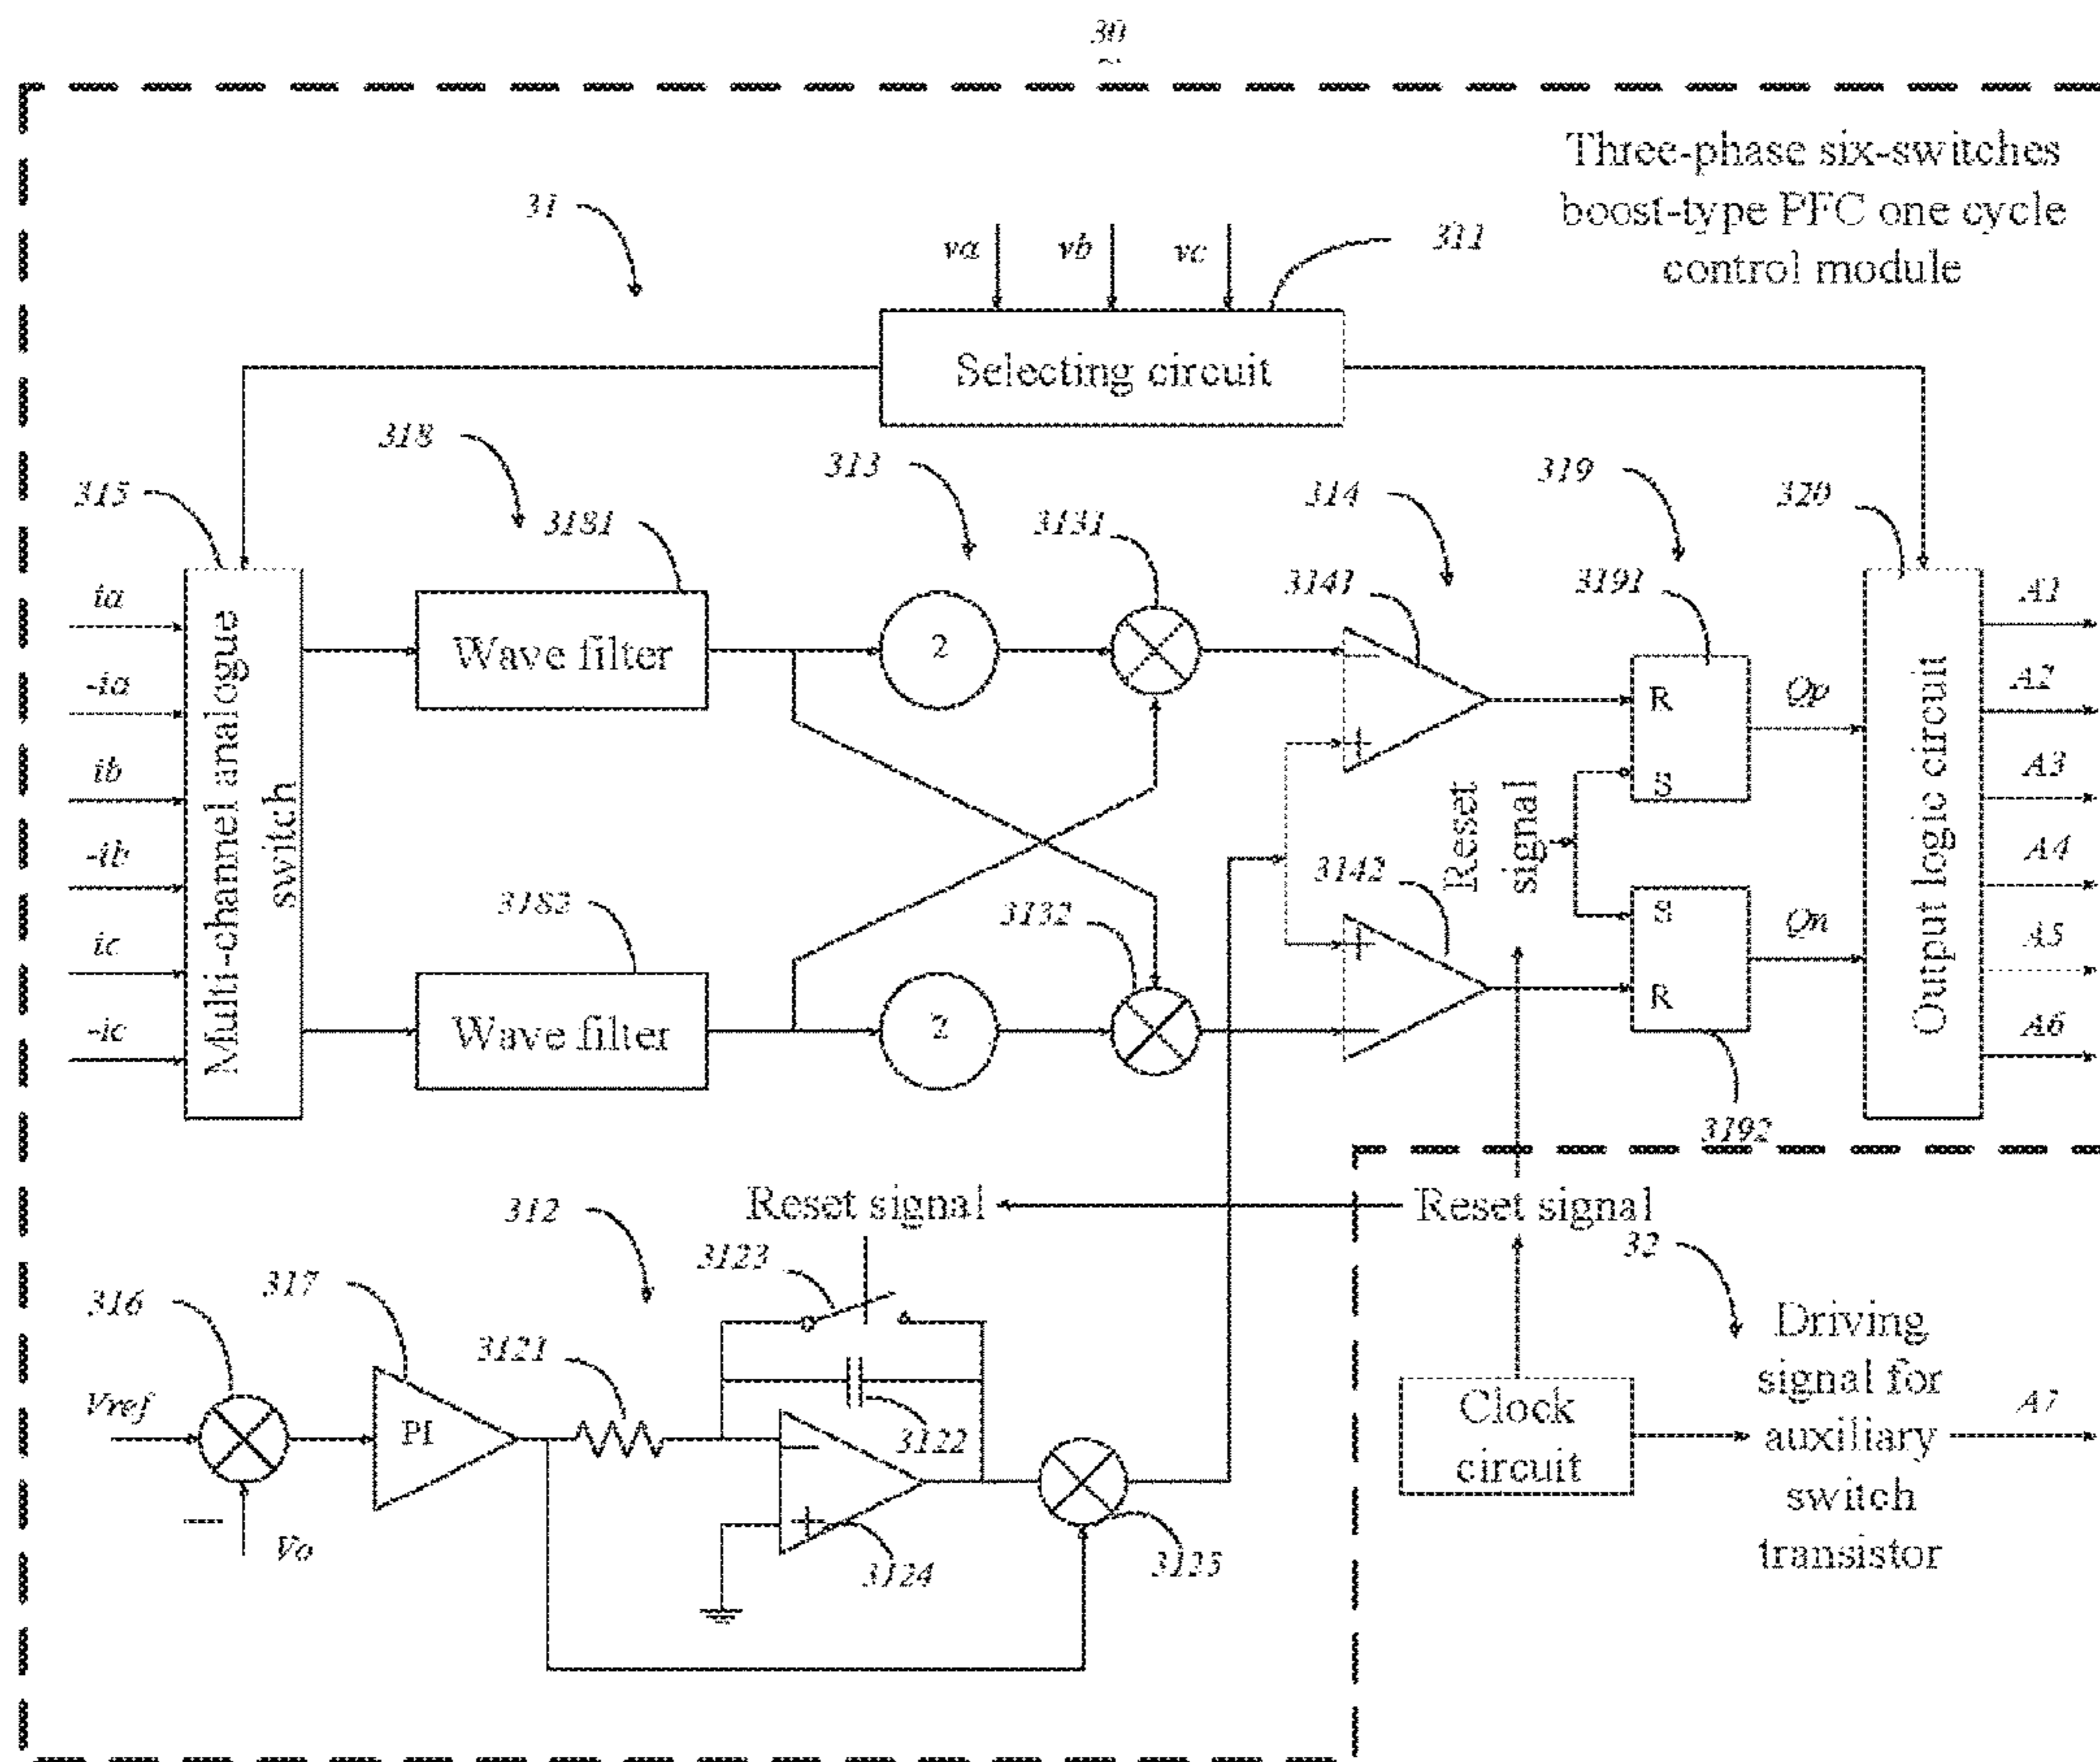 30
Three-phase six-switches
boost-type PFC one cycle
control module
31
va
vb
vc
311
Selecting circuit
318
313
314
319
320
315
3181
3131
3141
3191
ia
-ia
ib
-ib
ic
-ic
Multi-channel analogue
switch
Wave filter
2
R
S
Qp
Reset
signal
Output logic circuit
A1
A2
A3
A4
A5
A6
3182
3132
3142
Wave filter
2
S
R
Qn
3192
312
Reset signal
Reset signal
3123
32
316
317
3121
Vref
PI
3122
Clock
circuit
Driving
signal for
auxiliary
switch
transistor
A7
Vo
3124
3125